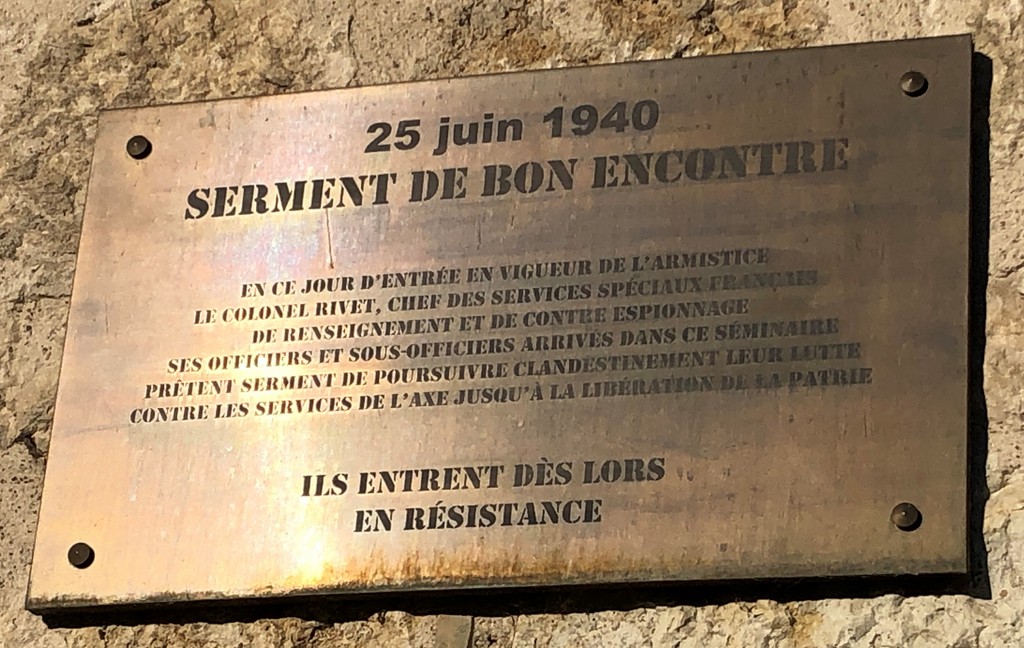 25 juin 1940
SERMENT DE BON ENCONTRE
EN CE JOUR D'ENTRÉE EN VIGUEUR DE L'ARMISTICE
LE COLONEL RIVET, CHEF DES SERVICES SPÉCIAUX FRANÇAIS
DE RENSEIGNEMENT ET DE CONTRE ESPIONNAGE
SES OFFICIERS ET SOUS-OFFICIERS ARRIVÉS DANS CE SÉMINAIRE
PRÊTENT SERMENT DE POURSUIVRE CLANDESTINEMENT LEUR LUTTE
CONTRE LES SERVICES DE L'AXE JUSQU'À LA LIBÉRATION DE LA PATRIE
ILS ENTRENT DÈS LORS
EN RÉSISTANCE